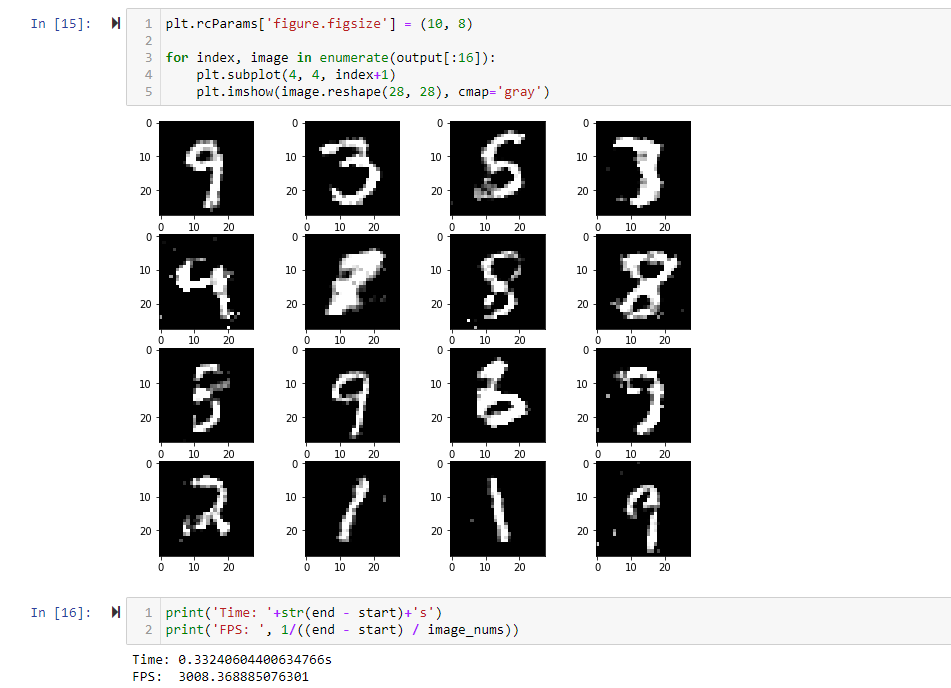 In [15]:
1 plt.rcParams['figure.figsize'] = (10, 8)
2
3 for index, image in enumerate(output[:16]):
4     plt.subplot(4, 4, index+1)
5     plt.imshow(image.reshape(28, 28), cmap='gray')
0 0 0 0
10 10 10 10
20 20 20 20
0 10 20 0 10 20 0 10 20 0 10 20
0 0 0 0
10 10 10 10
20 20 20 20
0 10 20 0 10 20 0 10 20 0 10 20
0 0 0 0
10 10 10 10
20 20 20 20
0 10 20 0 10 20 0 10 20 0 10 20
0 0 0 0
10 10 10 10
20 20 20 20
0 10 20 0 10 20 0 10 20 0 10 20
In [16]:
1 print('Time: '+str(end - start)+'s')
2 print('FPS: ', 1/((end - start) / image_nums))
Time: 0.33240604400634766s
FPS:  3008.368885076301